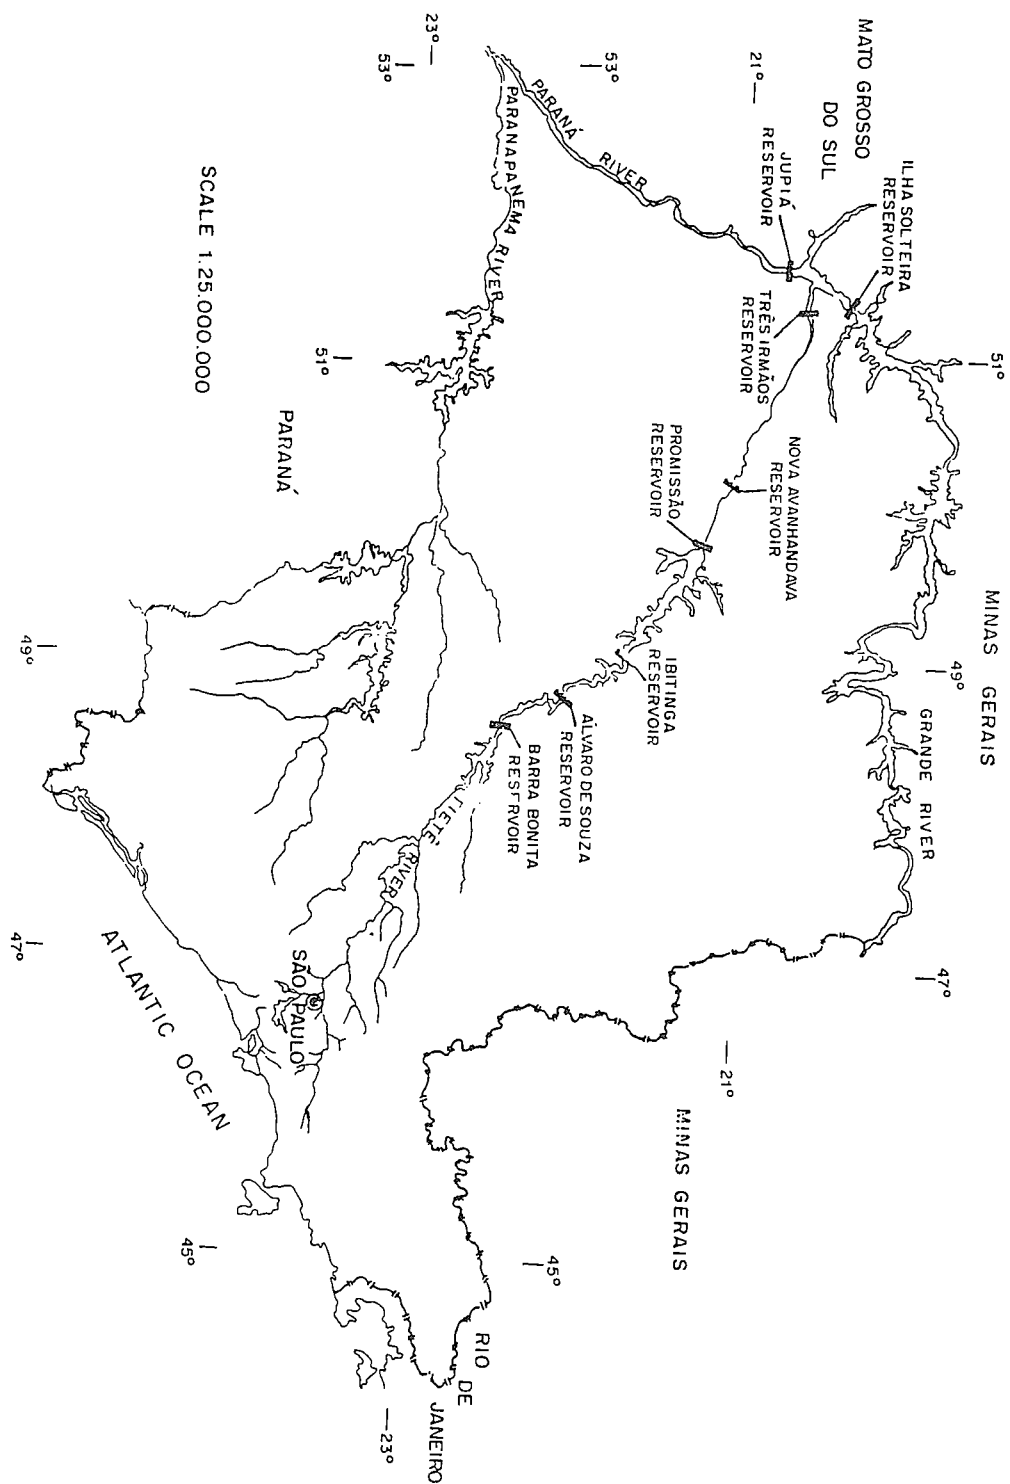 MATO GROSSO
DO SUL
ILHA SOLTEIRA
RESERVOIR
51°
MINAS GERAIS
49°
GRANDE RIVER
47°
21°
JUPIÁ
RESERVOIR
TRÊS IRMÃOS
RESERVOIR
NOVA AVANHANDAVA
RESERVOIR
PROMISSÃO
RESERVOIR
IBITINGA
RESERVOIR
ÁLVARO DE SOUZA
RESERVOIR
BARRA BONITA
RESERVOIR
21°
MINAS GERAIS
53°
PARANÁ RIVER
PARANAPANEMA RIVER
TIETÊ RIVER
45°
RIO
DE
JANEIRO
23°
53°
51°
PARANÁ
SÃO PAULO
23°
SCALE 1.25.000.000
ATLANTIC OCEAN
49°
47°
45°